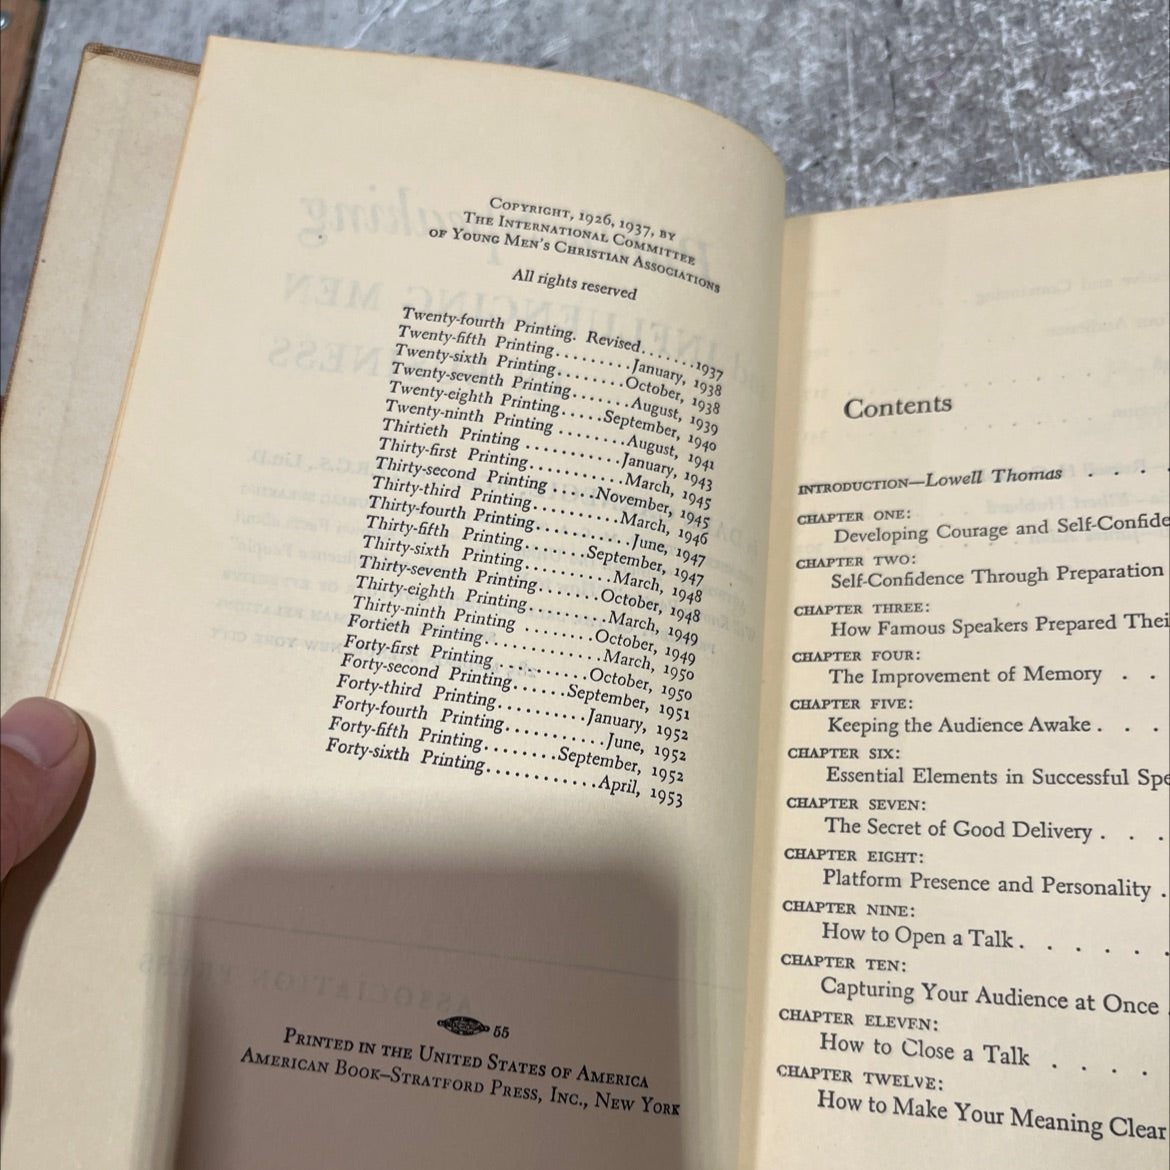 COPYRIGHT, 1926, 1937, BY
THE INTERNATIONAL COMMITTEE
OF YOUNG MEN'S CHRISTIAN ASSOCIATIONS
All rights reserved
Twenty-fourth Printing. Revised.......1937
Twenty-fifth Printing.........January, 1938
Twenty-sixth Printing........October, 1938
Twenty-seventh Printing.......August, 1939
Twenty-eighth Printing.....September, 1940
Twenty-ninth Printing ........August, 1941
Thirtieth Printing ..........January, 1943
Thirty-first Printing..........March, 1945
Thirty-second Printing .....November, 1945
Thirty-third Printing.........March, 1946
Thirty-fourth Printing..........June, 1947
Thirty-fifth Printing.......September, 1947
Thirty-sixth Printing.........March, 1948
Thirty-seventh Printing.......October, 1948
Thirty-eighth Printing........March, 1949
Thirty-ninth Printing ........October, 1949
Fortieth Printing............March, 1950
Forty-first Printing ..........October, 1950
Forty-second Printing......September, 1951
Forty-third Printing.........January, 1952
Forty-fourth Printing..........June, 1952
Forty-fifth Printing........September, 1952
Forty-sixth Printing...........April, 1953
55
PRINTED IN THE UNITED STATES OF AMERICA
AMERICAN BOOK–STRATFORD PRESS, INC., NEW YORK
Contents
INTRODUCTION—Lowell Thomas . .
CHAPTER ONE:
Developing Courage and Self-Confide
CHAPTER TWO:
Self-Confidence Through Preparation
CHAPTER THREE:
How Famous Speakers Prepared Thei
CHAPTER FOUR:
The Improvement of Memory . .
CHAPTER FIVE:
Keeping the Audience Awake . . .
CHAPTER SIX:
Essential Elements in Successful Spe
CHAPTER SEVEN:
The Secret of Good Delivery . . .
CHAPTER EIGHT:
Platform Presence and Personality .
CHAPTER NINE:
How to Open a Talk . . . . .
CHAPTER TEN:
Capturing Your Audience at Once .
CHAPTER ELEVEN:
How to Close a Talk . . . .
CHAPTER TWELVE:
How to Make Your Meaning Clear